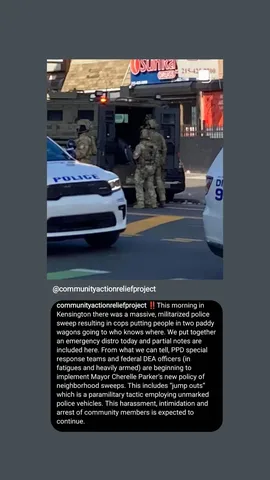 Osunka
215-425-
POLICE
@communityactionreliefproject
communityactionreliefproject ‼️This morning in
Kensington there was a massive, militarized police
sweep resulting in cops putting people in two paddy
wagons going to who knows where. We put together
an emergency distro today and partial notes are
included here. From what we can tell, PPD special
response teams and federal DEA officers (in
fatigues and heavily armed) are beginning to
implement Mayor Cherelle Parker's new policy of
neighborhood sweeps. This includes "jump outs"
which is a paramilitary tactic employing unmarked
police vehicles. This harassment, intimidation and
arrest of community members is expected to
continue.